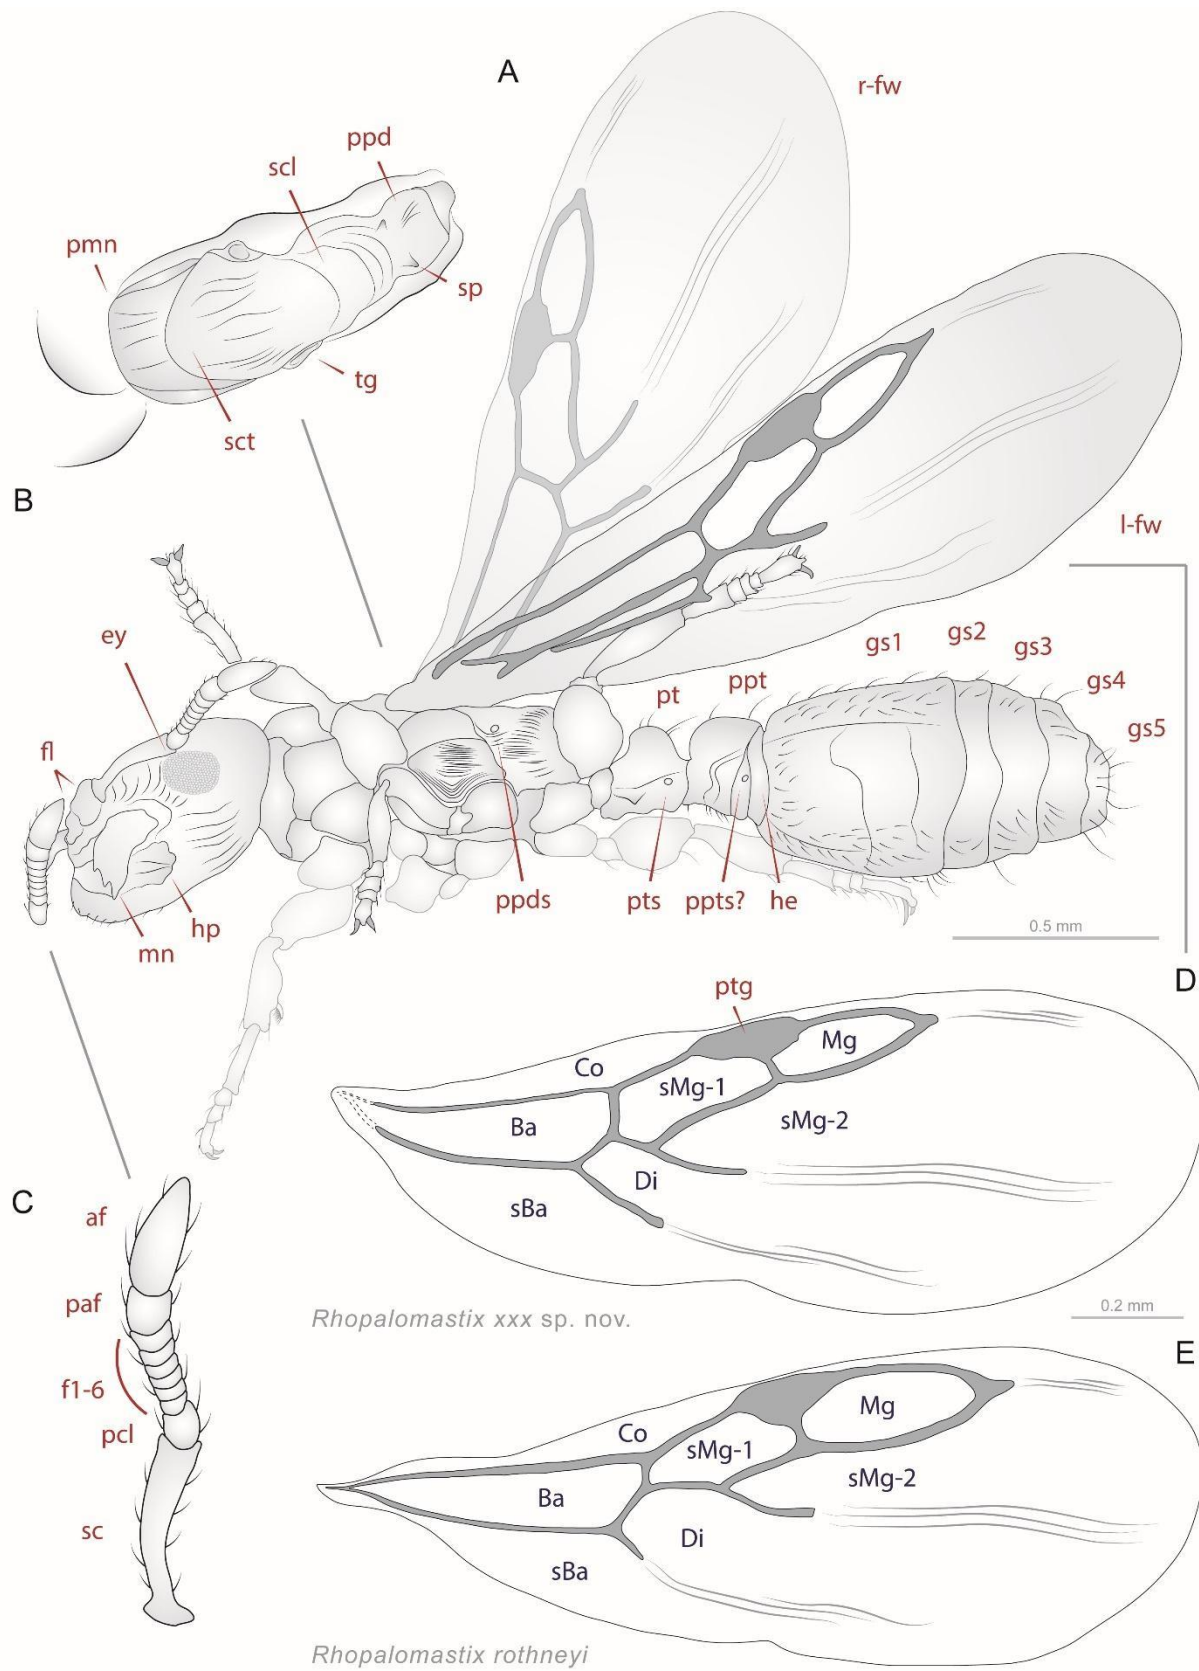 A
r-fw
ppd
scl
pmn
sp
tg
sct
B
l-fw
ey
gs1
gs2
gs3
gs4
gs5
pt
ppt
fl
ppds
pts
ppts?
he
hp
mn
0.5 mm
D
ptg
Mg
Co
sMg-1
sMg-2
Ba
Di
sBa
C
af
paf
f1-6
pcl
sc
Rhopalomastix xxx sp. nov.
0.2 mm
E
Mg
Co
sMg-1
sMg-2
Ba
Di
sBa
Rhopalomastix rothneyi